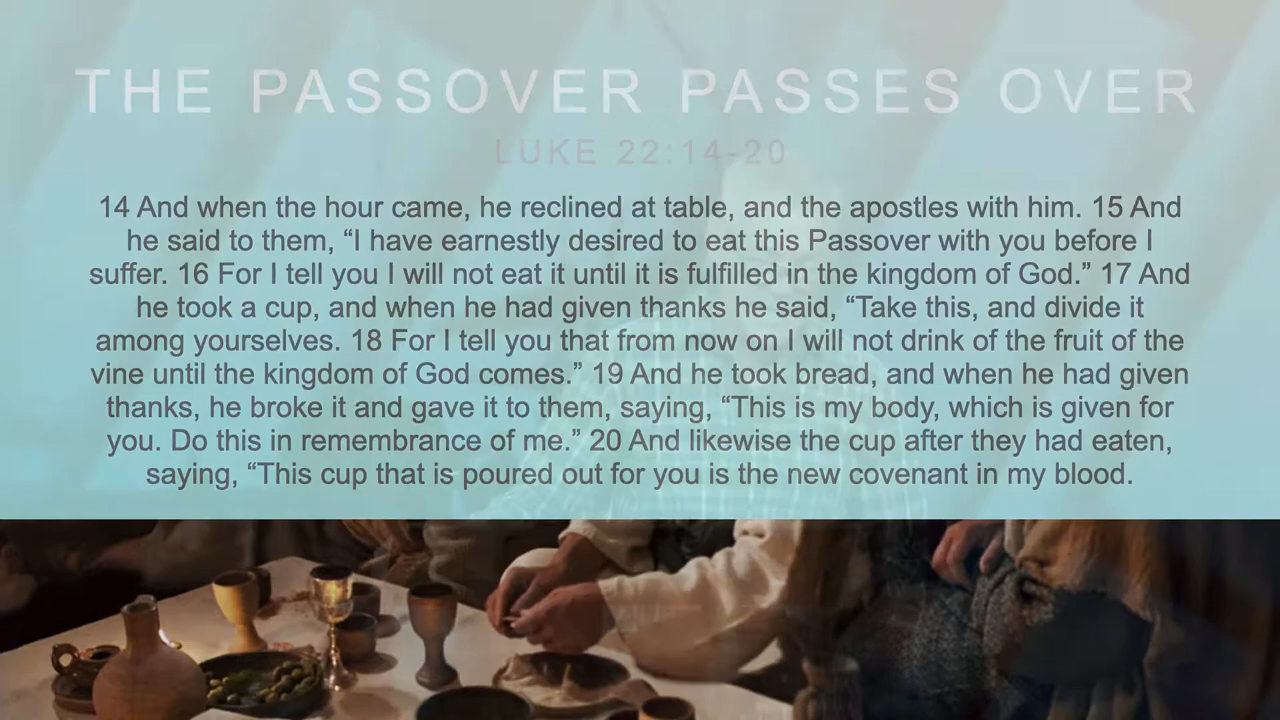 THE PASSOVER PASSES OVER
LUKE 22:14-20
14 And when the hour came, he reclined at table, and the apostles with him. 15 And
he said to them, “I have earnestly desired to eat this Passover with you before I
suffer. 16 For I tell you I will not eat it until it is fulfilled in the kingdom of God.” 17 And
he took a cup, and when he had given thanks he said, “Take this, and divide it
among yourselves. 18 For I tell you that from now on I will not drink of the fruit of the
vine until the kingdom of God comes.” 19 And he took bread, and when he had given
thanks, he broke it and gave it to them, saying, “This is my body, which is given for
you. Do this in remembrance of me.” 20 And likewise the cup after they had eaten,
saying, “This cup that is poured out for you is the new covenant in my blood.